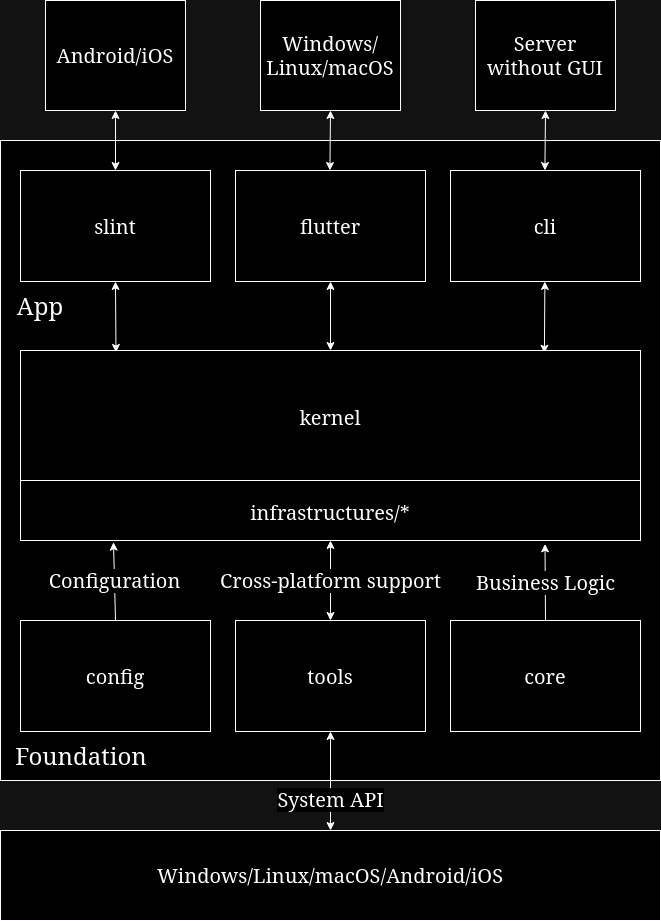 Android/iOS
Windows/
Linux/macOS
Server
without GUI
slint
flutter
cli
App
kernel
infrastructures/*
Configuration
Cross-platform support
Business Logic
config
tools
core
Foundation
System API
Windows/Linux/macOS/Android/iOS